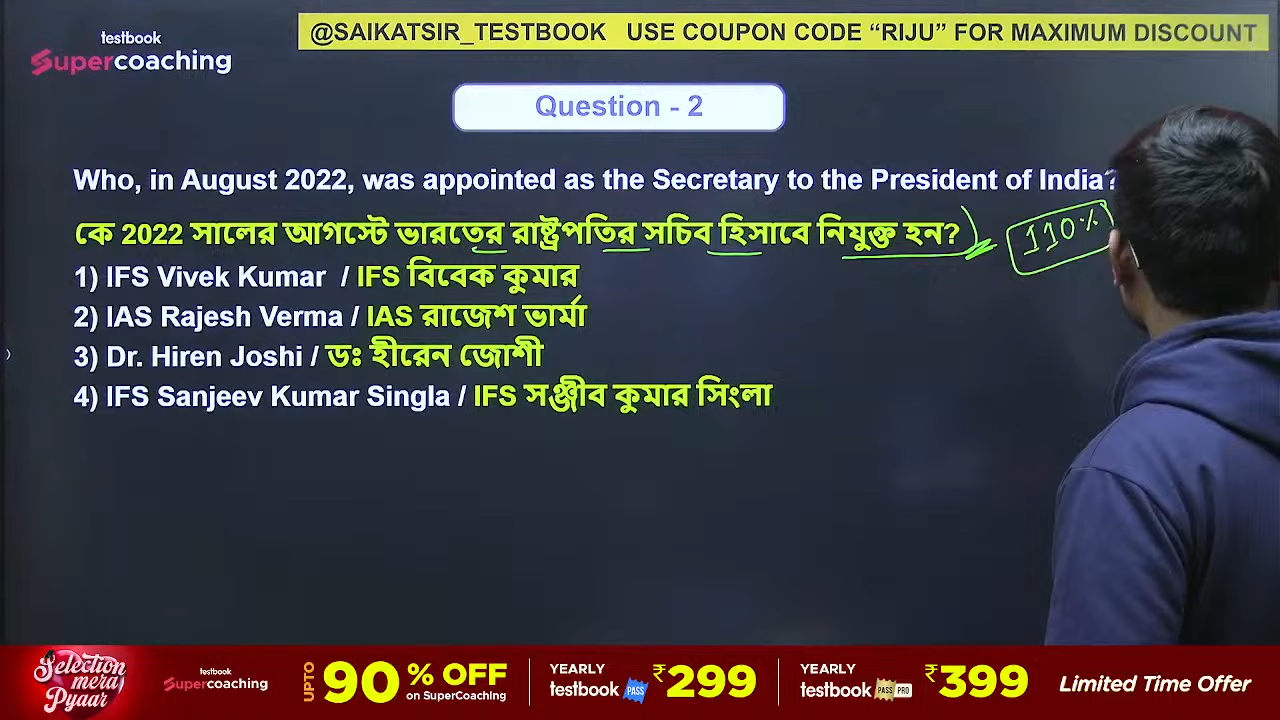 testbook
Supercoaching
@SAIKATSIR_TESTBOOK USE COUPON CODE “RIJU” FOR MAXIMUM DISCOUNT
Question - 2
Who, in August 2022, was appointed as the Secretary to the President of India?
কে 2022 সালের আগস্টে ভারতের রাষ্ট্রপতির সচিব হিসাবে নিযুক্ত হন?
110%
1) IFS Vivek Kumar / IFS বিবেক কুমার
2) IAS Rajesh Verma / IAS রাজেশ ভার্মা
3) Dr. Hiren Joshi / ডঃ হীরেন জোশী
4) IFS Sanjeev Kumar Singla / IFS সঞ্জীব কুমার সিংলা
Selection mera Pyaar
testbook
Supercoaching
UPTO 90% OFF on SuperCoaching
YEARLY testbook PASS ₹299
YEARLY testbook PASS PRO ₹399
Limited Time Offer